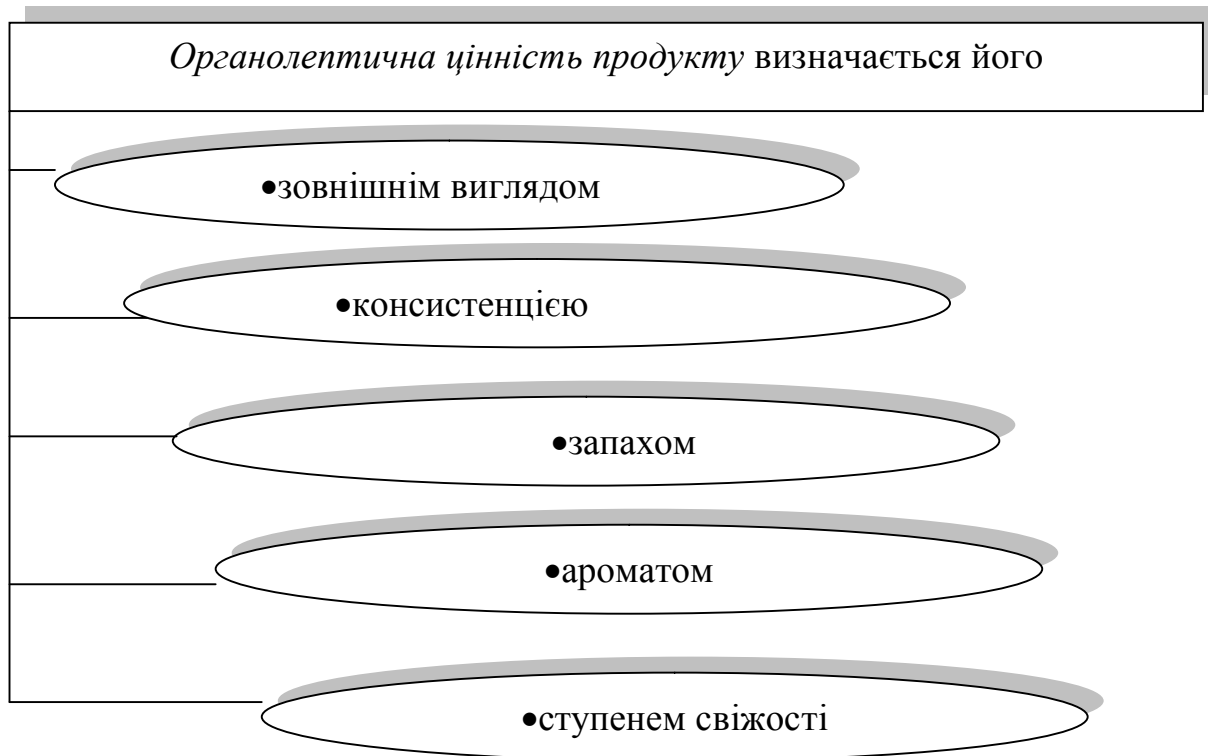 Органолептична цінність продукту визначається його
•зовнішнім виглядом
•консистенцією
•запахом
•ароматом
•ступенем свіжості